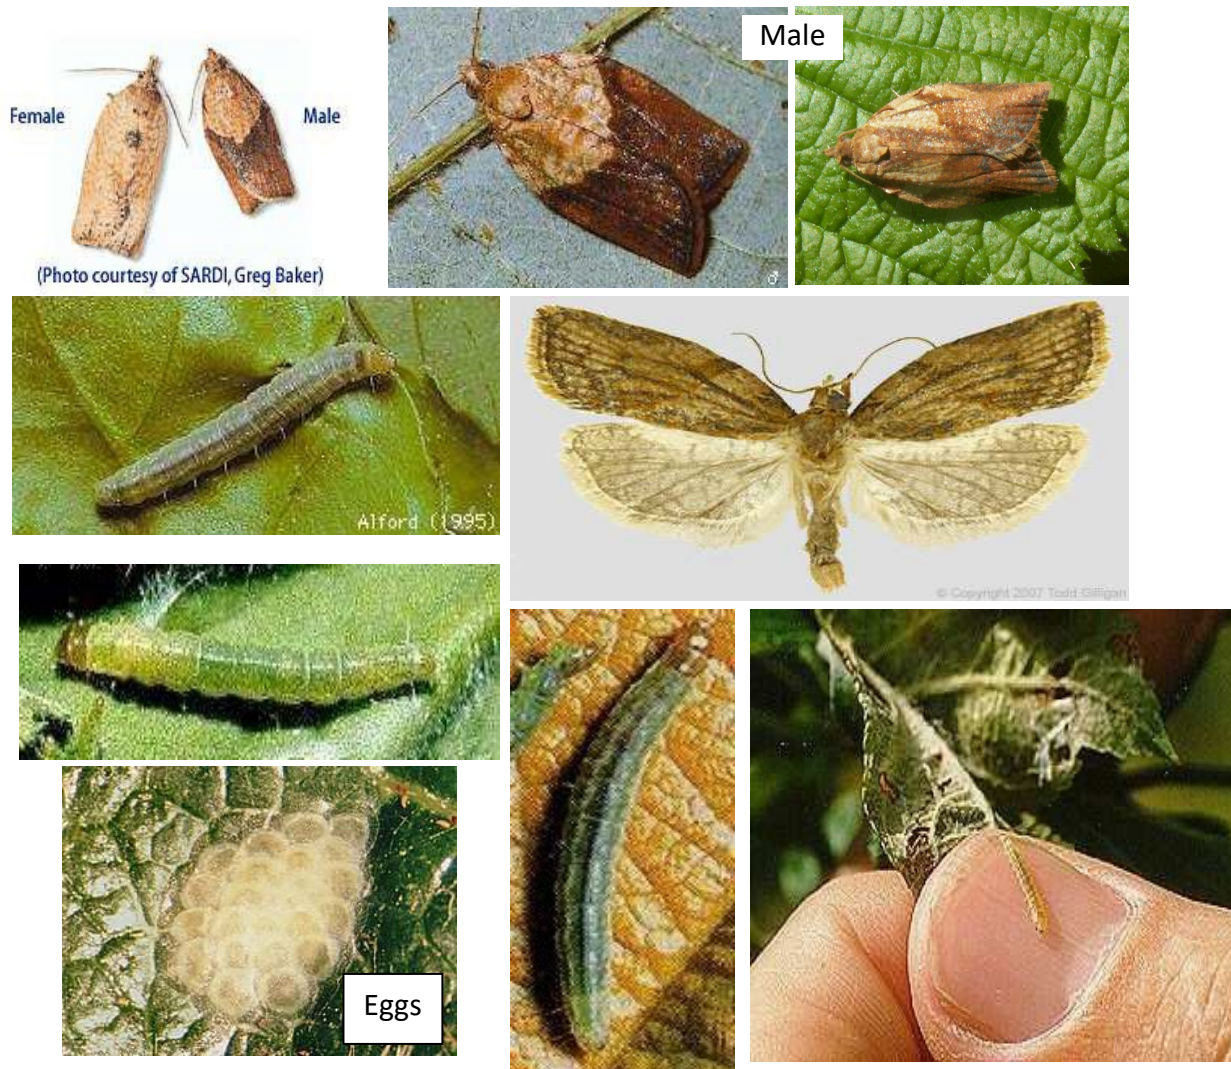 Female
Male
(Photo courtesy of SARDI, Greg Baker)
Male
♂
Alford (1995)
© Copyright 2007 Todd Gilligan
Eggs